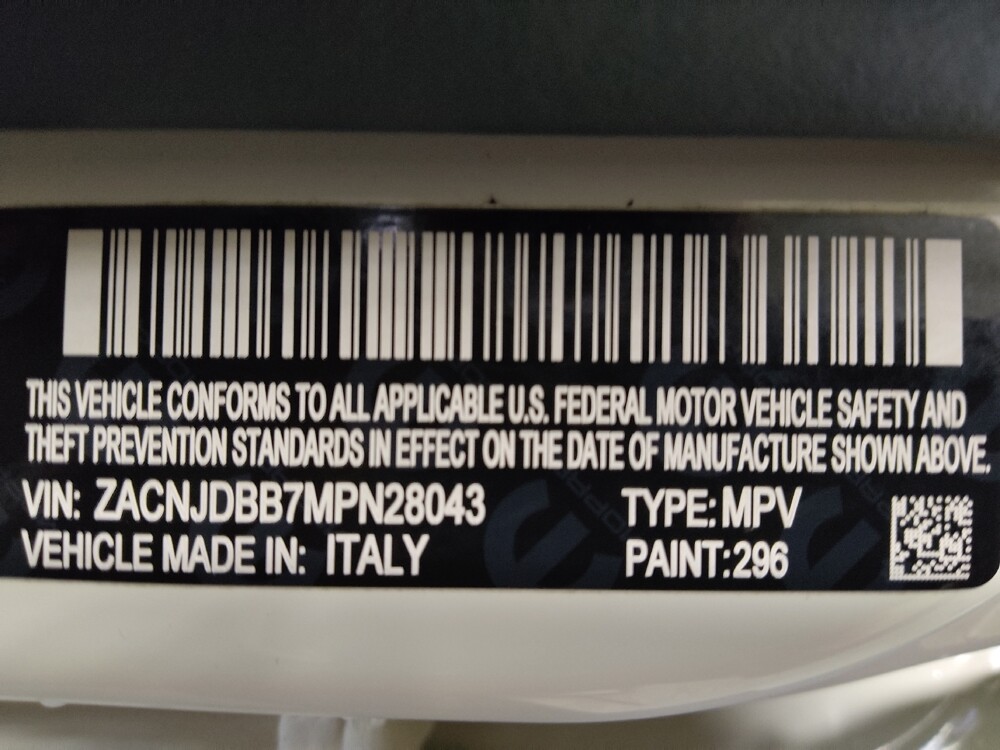 THIS VEHICLE CONFORMS TO ALL APPLICABLE U.S. FEDERAL MOTOR VEHICLE SAFETY AND
THEFT PREVENTION STANDARDS IN EFFECT ON THE DATE OF MANUFACTURE SHOWN ABOVE.
VIN: ZACNJDBB7MPN28043 TYPE: MPV
VEHICLE MADE IN: ITALY PAINT:296